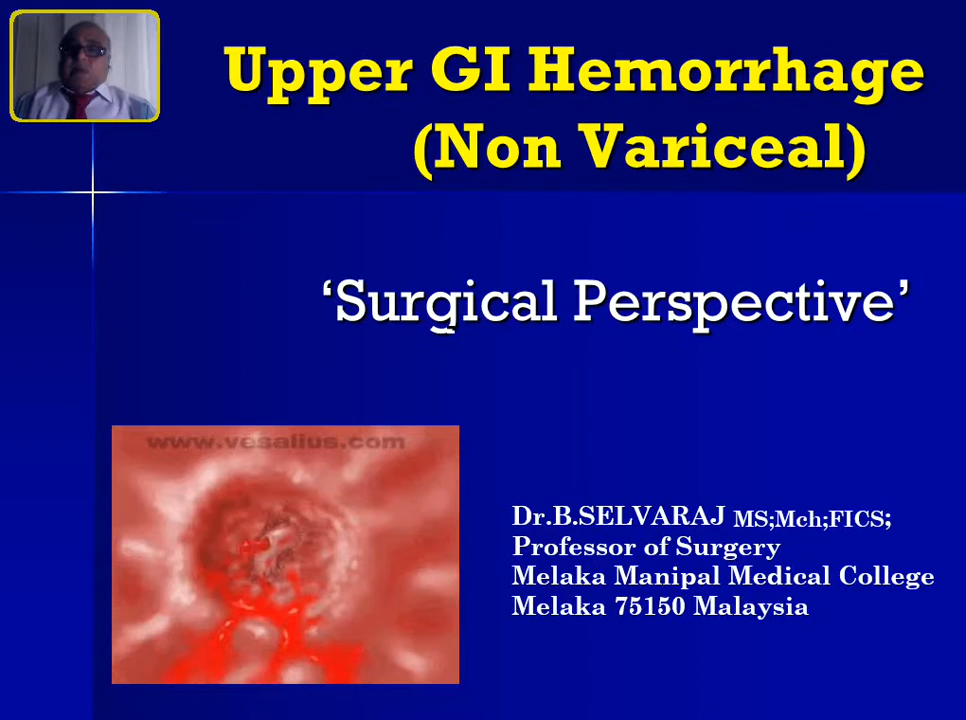 Upper GI Hemorrhage
(Non Variceal)
‘Surgical Perspective’
www.vesalius.com
Dr.B.SELVARAJ MS;Mch;FICS;
Professor of Surgery
Melaka Manipal Medical College
Melaka 75150 Malaysia